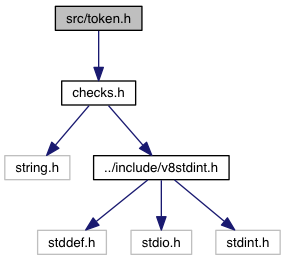 src/token.h
checks.h
string.h
../include/v8stdint.h
stddef.h
stdio.h
stdint.h